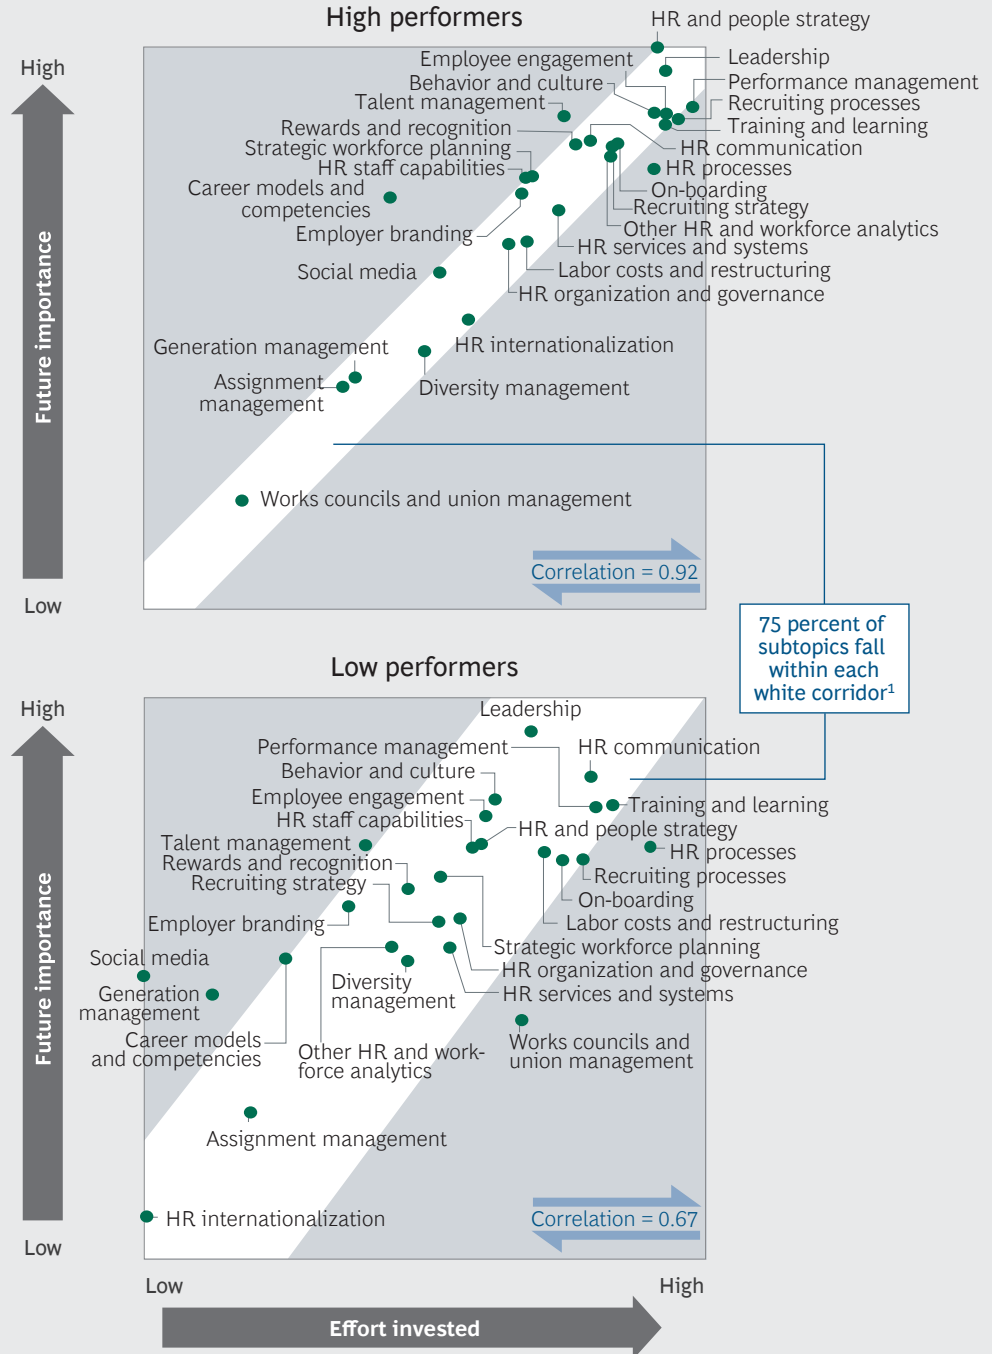 High performers
HR and people strategy
High
Employee engagement
Leadership
Behavior and culture
Performance management
Talent management
Recruiting processes
Rewards and recognition
Training and learning
Strategic workforce planning
HR communication
HR staff capabilities
HR processes
Career models and
competencies
On-boarding
Recruiting strategy
Employer branding
Other HR and workforce analytics
HR services and systems
Social media
Labor costs and restructuring
HR organization and governance
Future importance
Generation management
HR internationalization
Assignment
management
Diversity management
Works councils and union management
Correlation = 0.92
Low
75 percent of
subtopics fall
within each
white corridor1
Low performers
High
Leadership
Performance management
HR communication
Behavior and culture
Employee engagement
Training and learning
HR staff capabilities
HR and people strategy
Talent management
HR processes
Rewards and recognition
Recruiting processes
Recruiting strategy
On-boarding
Employer branding
Labor costs and restructuring
Strategic workforce planning
Social media
HR organization and governance
Diversity
management
Generation
management
HR services and systems
Future importance
Career models
and competencies
Other HR and work-
force analytics
Works councils and
union management
Assignment management
HR internationalization
Correlation = 0.67
Low
Low
High
Effort invested